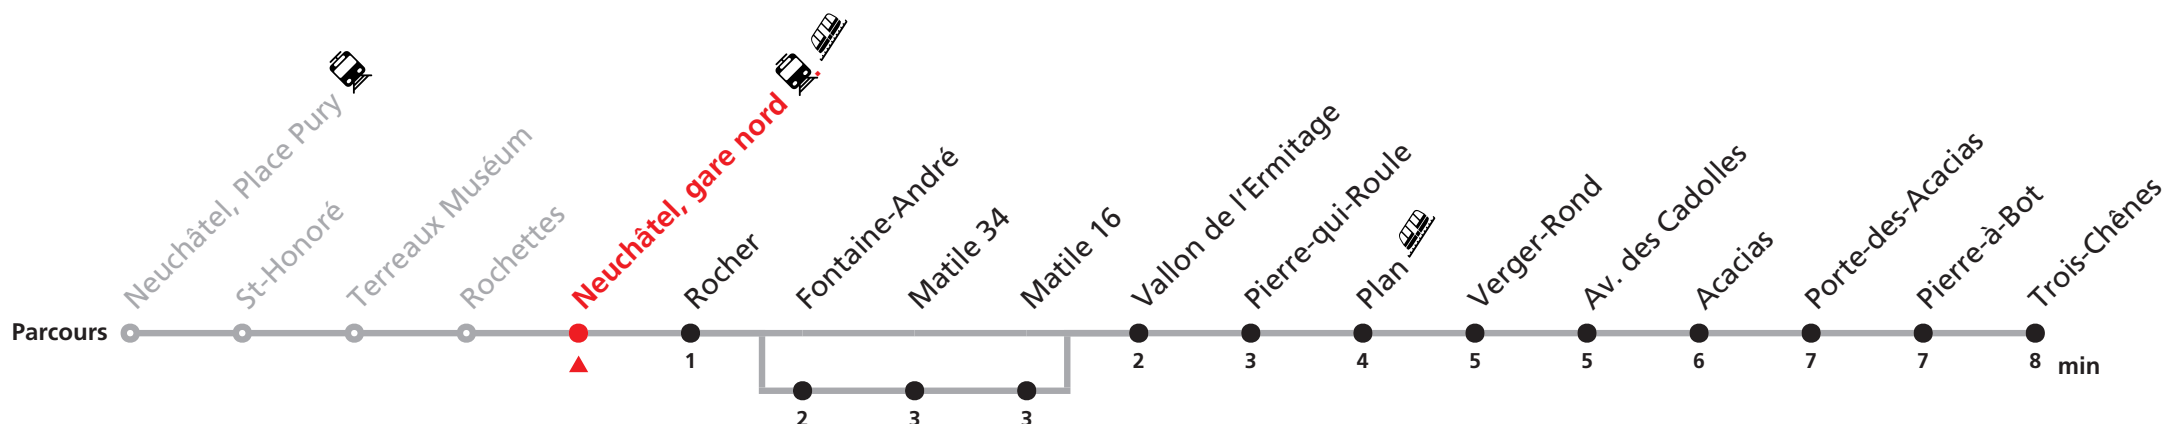 Neuchâtel, Place Pury
St-Honoré
Terreaux Muséum
Rochettes
Neuchâtel, gare nord
Rocher
Fontaine-André
Matile 34
Matile 16
Vallon de l'Ermitage
Pierre-qui-Roule
Plan
Verger-Rond
Av. des Cadolles
Acacias
Porte-des-Acacias
Pierre-à-Bot
Trois-Chênes
Parcours
1 2 3 4 5 5 6 7 7 8 min
2 3 3